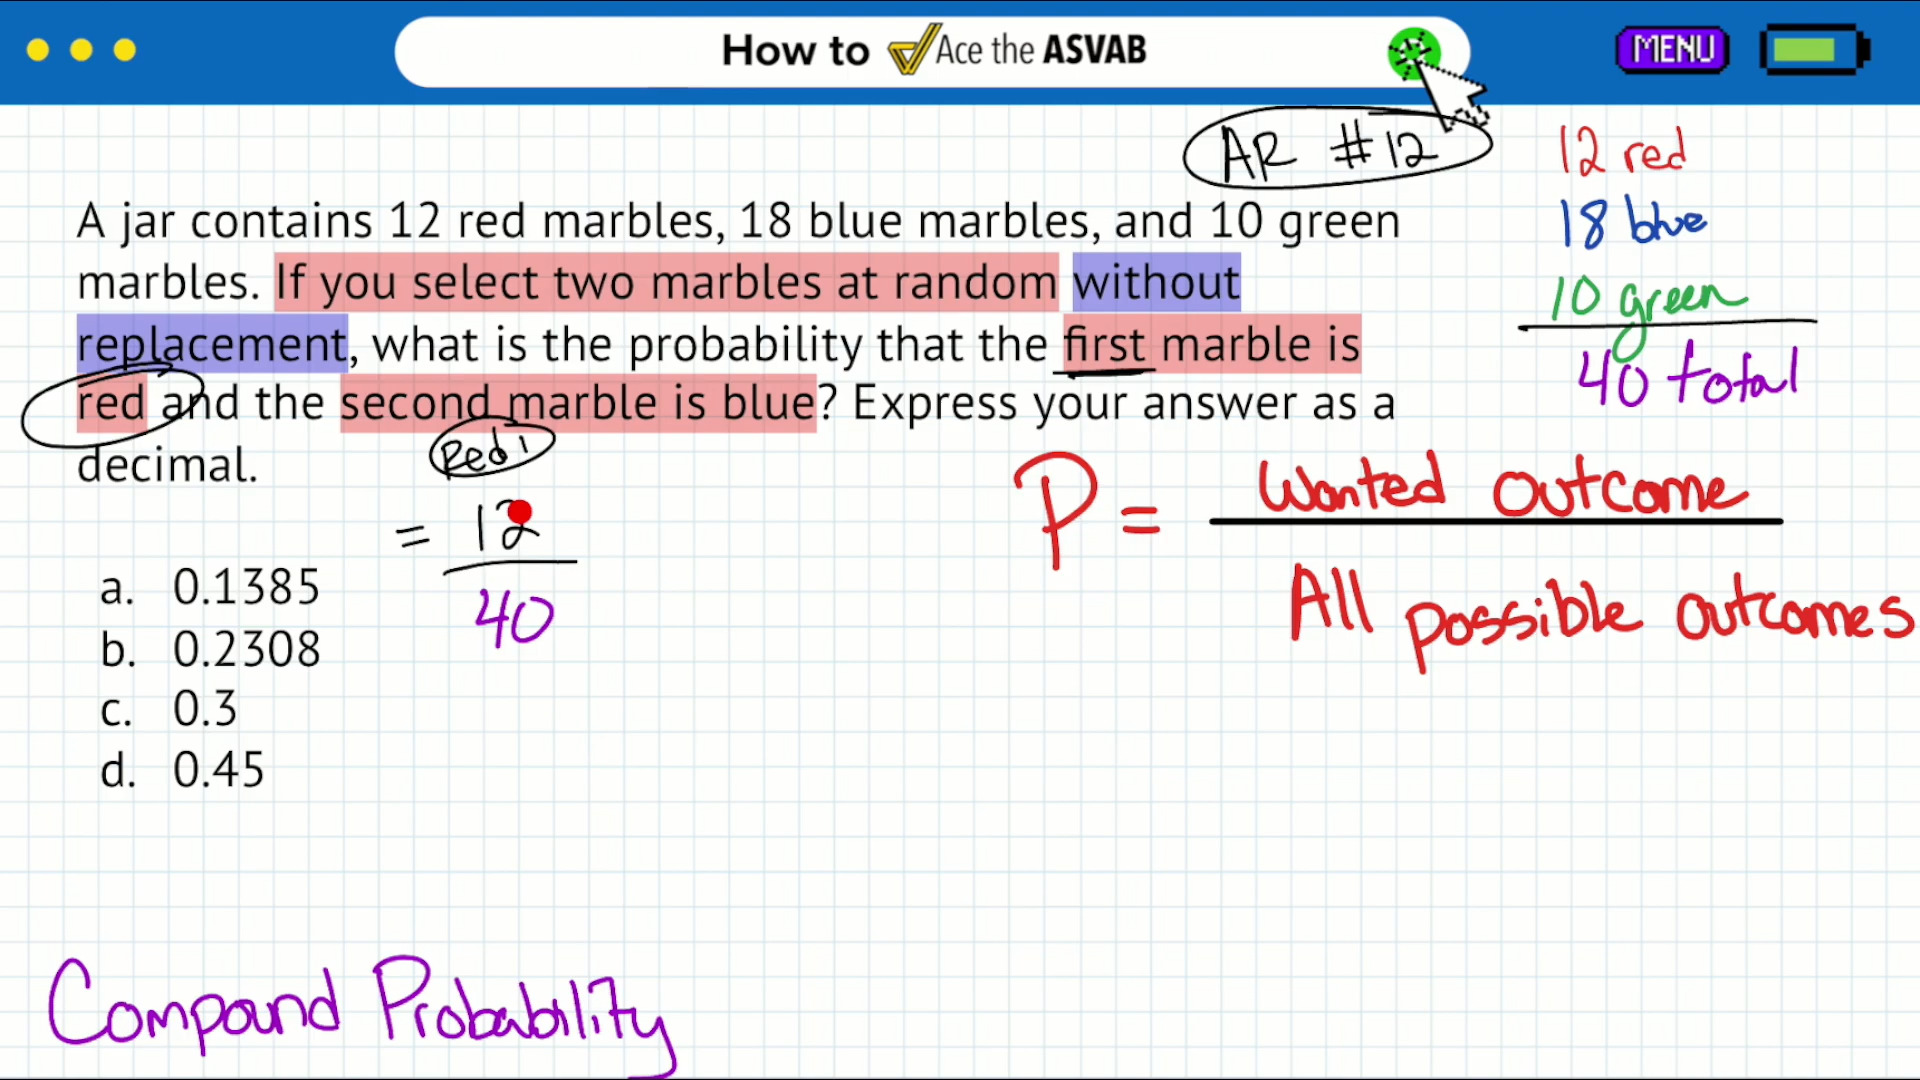 How to Ace the ASVAB
MENU
AR #12
12 red
18 blue
10 green
40 total
A jar contains 12 red marbles, 18 blue marbles, and 10 green
marbles. If you select two marbles at random without
replacement, what is the probability that the first marble is
red and the second marble is blue? Express your answer as a
decimal.
Red 1
= 12
40
P = Wanted outcome
All possible outcomes
a. 0.1385
b. 0.2308
c. 0.3
d. 0.45
Compound Probability